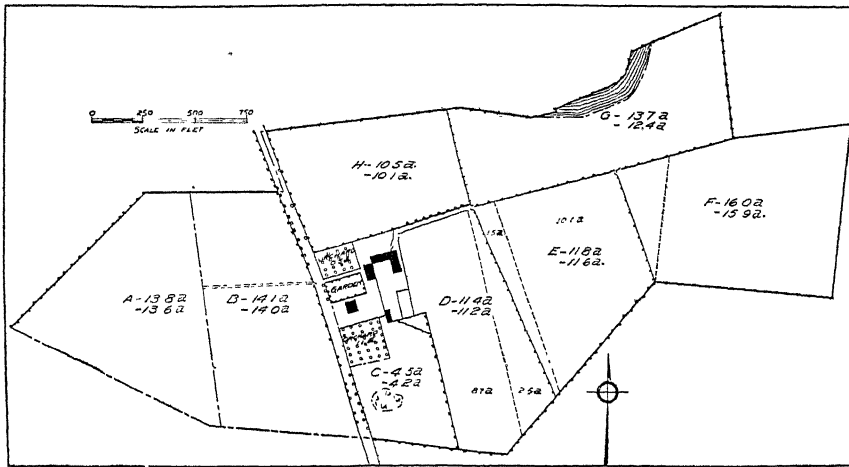 0 250 500 750
SCALE IN FEET
G-13.7a
-12.4a
H-10.5a
-10.1a.
F-16.0a
-15.9a.
10.1a
1.5a
E-11.8a
-11.6a.
GARDEN
A-13.8a
-13.6a
B-14.1a
-14.0a
D-11.4a
-11.2a
C-4.5a
-4.2a
8.7a
2.5a